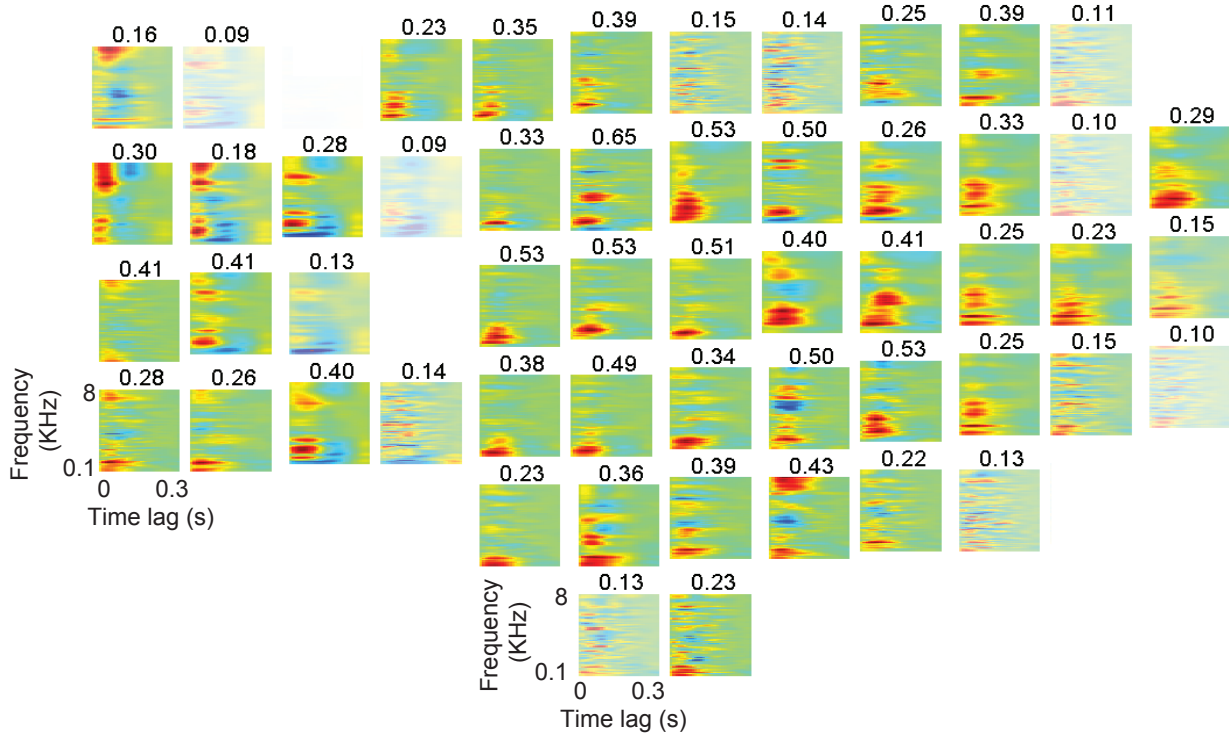 0.16 0.09 0.23 0.35 0.39 0.15 0.14 0.25 0.39 0.11
0.30 0.18 0.28 0.09 0.33 0.65 0.53 0.50 0.26 0.33 0.10 0.29
0.41 0.41 0.13 0.53 0.53 0.51 0.40 0.41 0.25 0.23 0.15
0.28 0.26 0.40 0.14 0.38 0.49 0.34 0.50 0.53 0.25 0.15 0.10
Frequency
(KHz)
8
0.1
0 0.3
Time lag (s)
0.23 0.36 0.39 0.43 0.22 0.13
0.13 0.23
Frequency
(KHz)
8
0.1
0 0.3
Time lag (s)